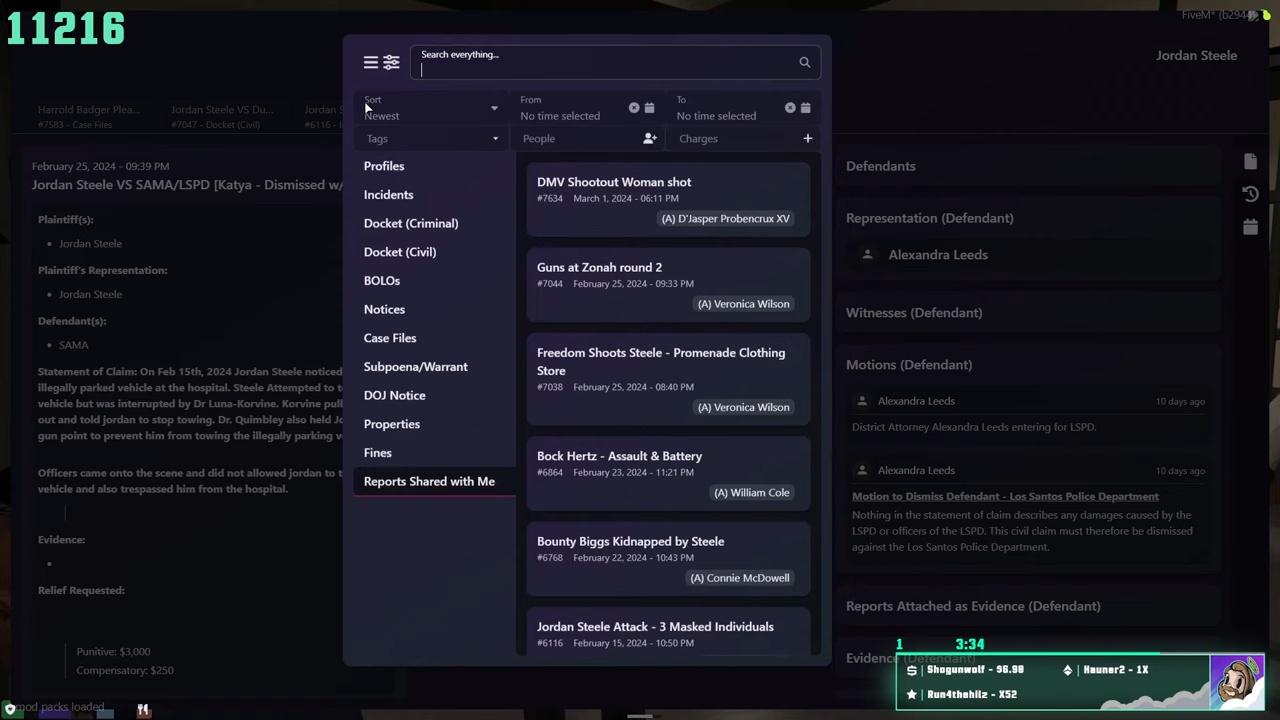 11216
FiveM* (b294
Jordan Steele
Search everything...
Sort
Newest
From
No time selected
To
No time selected
Tags
People
Charges
Harrold Badger Plea...
#7583 - Case Files
Jordan Steele VS Du...
#7047 - Docket (Civil)
Jordan S
#6116 - I
February 25, 2024 - 09:39 PM
Jordan Steele VS SAMA/LSPD [Katya - Dismissed w/
Plaintiff(s):
Jordan Steele
Plaintiff's Representation:
Jordan Steele
Defendant(s):
SAMA
Statement of Claim: On Feb 15th, 2024 Jordan Steele noticed
illegally parked vehicle at the hospital. Steele Attempted to t
vehicle but was interrupted by Dr Luna-Korvine. Korvine pull
out and told jordan to stop towing. Dr. Quimbley also held J
gun point to prevent him from towing the illegally parking v
Officers came onto the scene and did not allowed jordan to t
vehicle and also trespassed him from the hospital.
Evidence:
Relief Requested:
Punitive: $3,000
Compensatory: $250
mod packs loaded
Profiles
Incidents
Docket (Criminal)
Docket (Civil)
BOLOs
Notices
Case Files
Subpoena/Warrant
DOJ Notice
Properties
Fines
Reports Shared with Me
DMV Shootout Woman shot
#7634 March 1, 2024 - 06:11 PM
(A) D'Jasper Probencrux XV
Guns at Zonah round 2
#7044 February 25, 2024 - 09:33 PM
(A) Veronica Wilson
Freedom Shoots Steele - Promenade Clothing
Store
#7038 February 25, 2024 - 08:40 PM
(A) Veronica Wilson
Bock Hertz - Assault & Battery
#6864 February 23, 2024 - 11:21 PM
(A) William Cole
Bounty Biggs Kidnapped by Steele
#6768 February 22, 2024 - 10:43 PM
(A) Connie McDowell
Jordan Steele Attack - 3 Masked Individuals
#6116 February 15, 2024 - 10:50 PM
Defendants
Representation (Defendant)
Alexandra Leeds
Witnesses (Defendant)
Motions (Defendant)
Alexandra Leeds 10 days ago
District Attorney Alexandra Leeds entering for LSPD.
Alexandra Leeds 10 days ago
Motion to Dismiss Defendant - Los Santos Police Department
Nothing in the statement of claim describes any damages caused by the
LSPD or officers of the LSPD. This civil claim must therefore be dismissed
against the Los Santos Police Department.
Reports Attached as Evidence (Defendant)
Evidence (Defendant)
1 3:34
Shogunwolf - $6.98
Hauner2 - 1X
Run4thehilz - X52